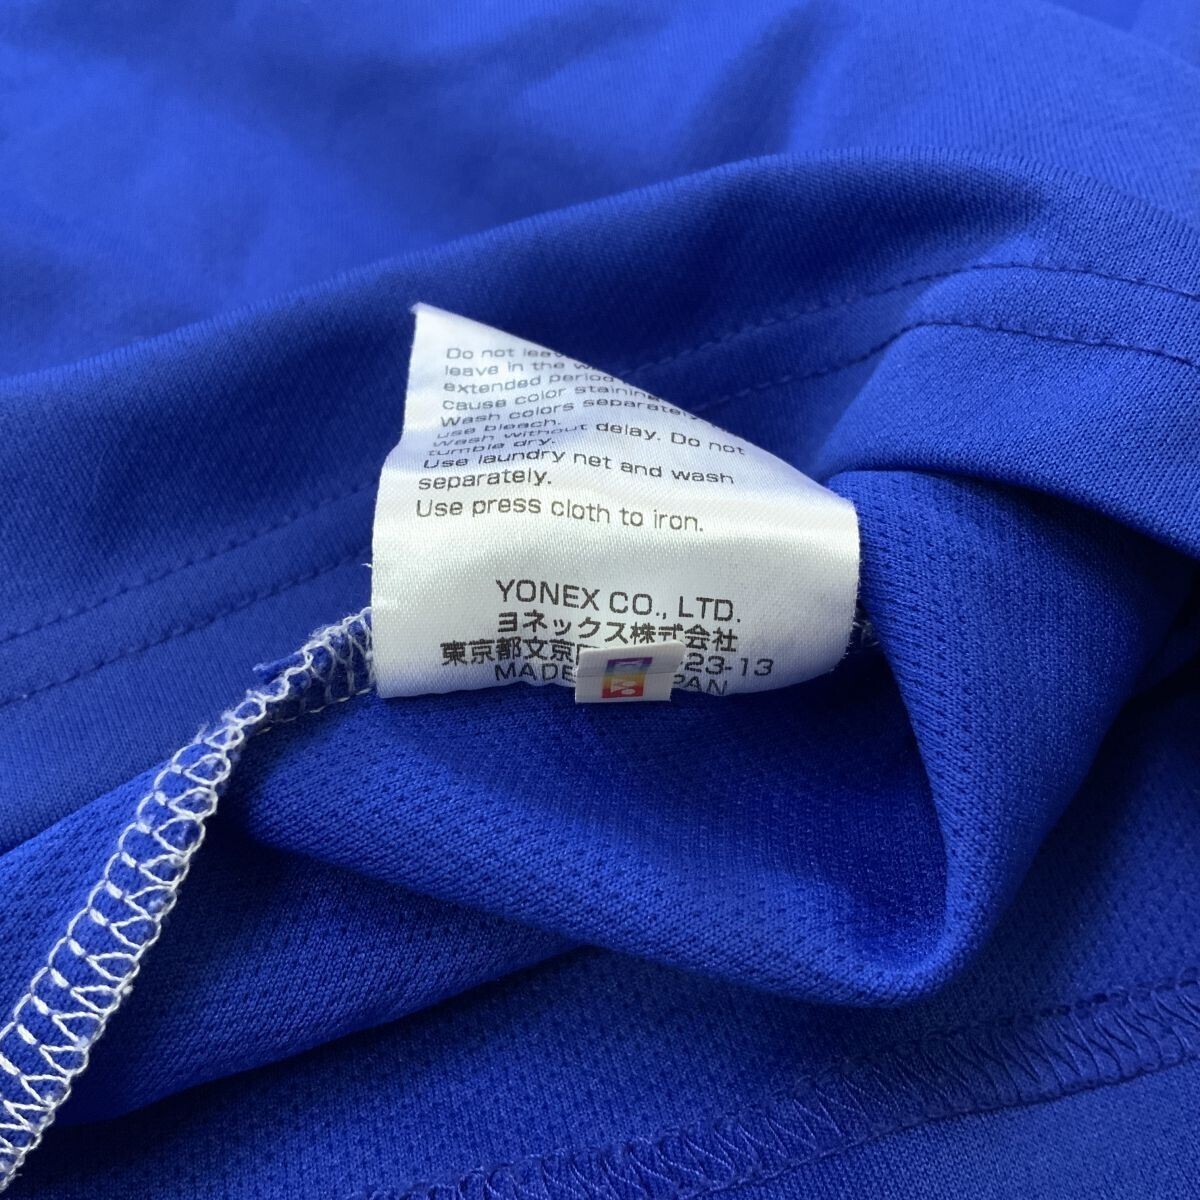 Do not
leave in the
extended period
cause color staining
Wash colors separately
use bleach.
Wash without delay. Do not
tumble dry.
Use laundry net and wash
separately.
Use press cloth to iron.
YONEX CO., LTD.
ヨネックス株式会社
東京都文京 23-13
MADE PAN